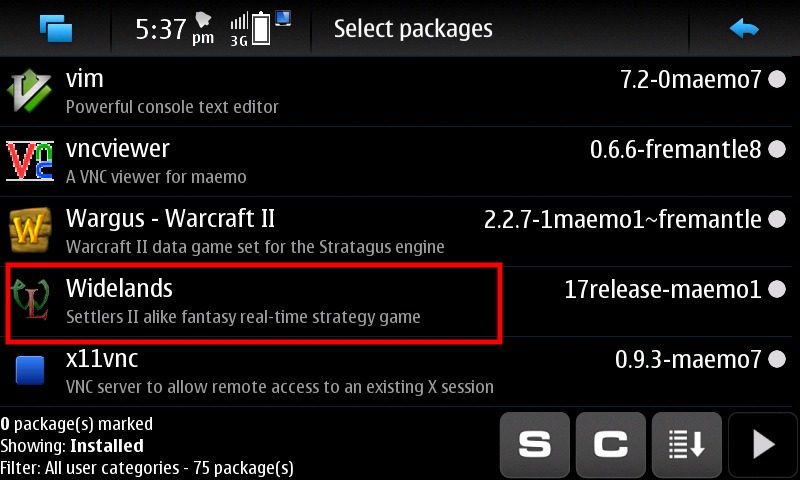 5:37 pm 3G Select packages
vim 7.2-0maemo7
Powerful console text editor
vncviewer 0.6.6-fremantle8
A VNC viewer for maemo
Wargus - Warcraft II 2.2.7-1maemo1~fremantle
Warcraft II data game set for the Stratagus engine
Widelands 17release-maemo1
Settlers II alike fantasy real-time strategy game
x11vnc 0.9.3-maemo7
VNC server to allow remote access to an existing X session
0 package(s) marked
Showing: Installed
Filter: All user categories - 75 package(s)
S C